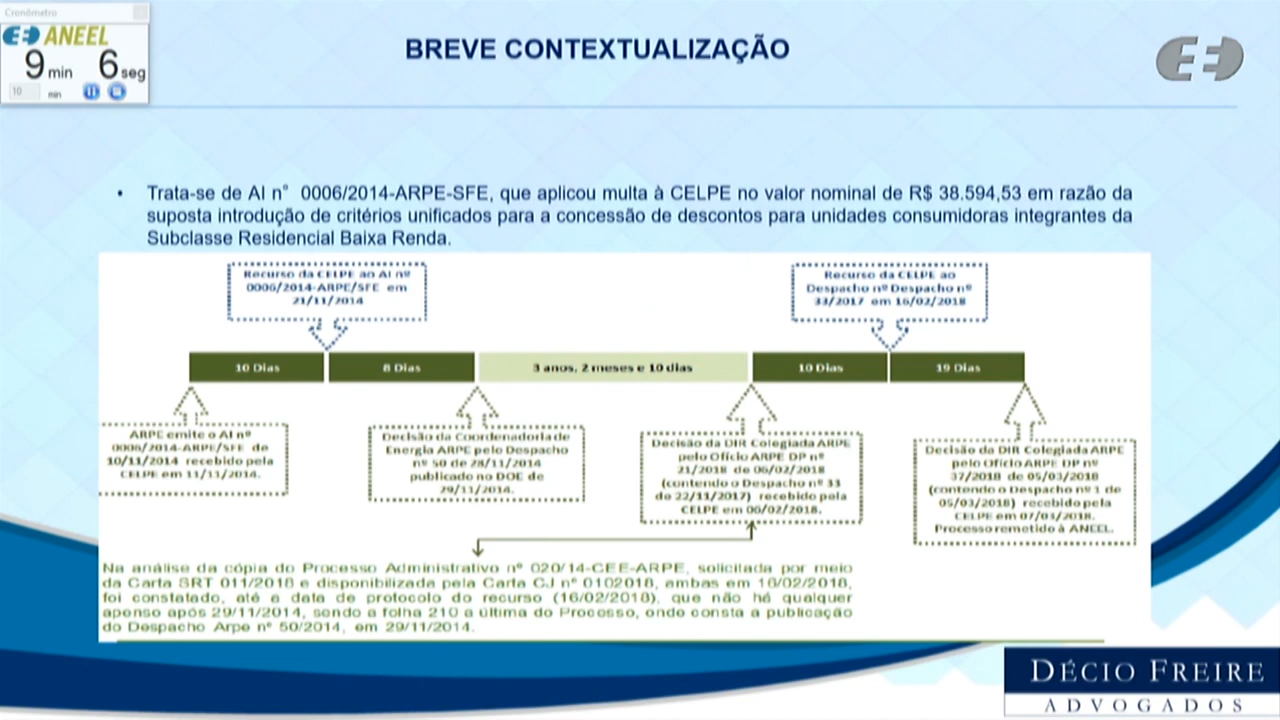 Cronômetro
ANEEL
9 min 6 seg
10 min
BREVE CONTEXTUALIZAÇÃO
• Trata-se de AI n° 0006/2014-ARPE-SFE, que aplicou multa à CELPE no valor nominal de R$ 38.594,53 em razão da
suposta introdução de critérios unificados para a concessão de descontos para unidades consumidoras integrantes da
Subclasse Residencial Baixa Renda.
Recurso da CELPE ao AI nº
0006/2014-ARPE/SFE em
21/11/2014
Recurso da CELPE ao
Despacho nº Despacho nº
33/2017 em 16/02/2018
10 Dias
8 Dias
3 anos, 2 meses e 10 dias
10 Dias
19 Dias
ARPE emite o AI nº
0006/2014-ARPE/SFE de
10/11/2014 recebido pela
CELPE em 11/11/2014.
Decisão da Coordenadoria de
Energia ARPE pelo Despacho
nº 50 de 28/11/2014
publicado no DOE de
29/11/2014.
Decisão da DIR Colegiada ARPE
pelo Ofício ARPE DP nº
21/2018 de 06/02/2018
(contendo o Despacho nº 33
de 22/11/2017) recebido pela
CELPE em 06/02/2018.
Decisão da DIR Colegiada ARPE
pelo Ofício ARPE DP nº
37/2018 de 05/03/2018
(contendo o Despacho nº 1 de
05/03/2018) recebido pela
CELPE em 07/03/2018.
Processo remetido à ANEEL.
Na análise da cópia do Processo Administrativo nº 020/14-CEE-ARPE, solicitada por meio
da Carta SRT 011/2018 e disponibilizada pela Carta CJ nº 0102018, ambas em 16/02/2018,
foi constatado, até a data de protocolo do recurso (16/02/2018), que não há qualquer
apenso após 29/11/2014, sendo a folha 210 a última do Processo, onde consta a publicação
do Despacho Arpe nº 50/2014, em 29/11/2014.
DÉCIO FREIRE
ADVOGADOS